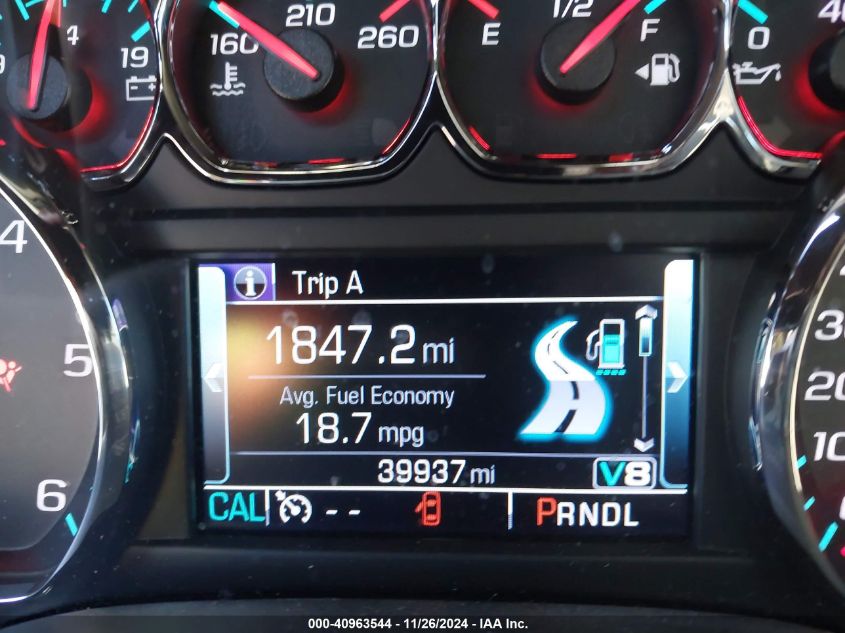 4
19
160
210
260
E
1/2
F
0
4
5
6
Trip A
1847.2 mi
Avg. Fuel Economy
18.7 mpg
39937 mi
V8
CAL
--
PRNDL
20
10
000-40963544 - 11/26/2024 - IAA Inc.